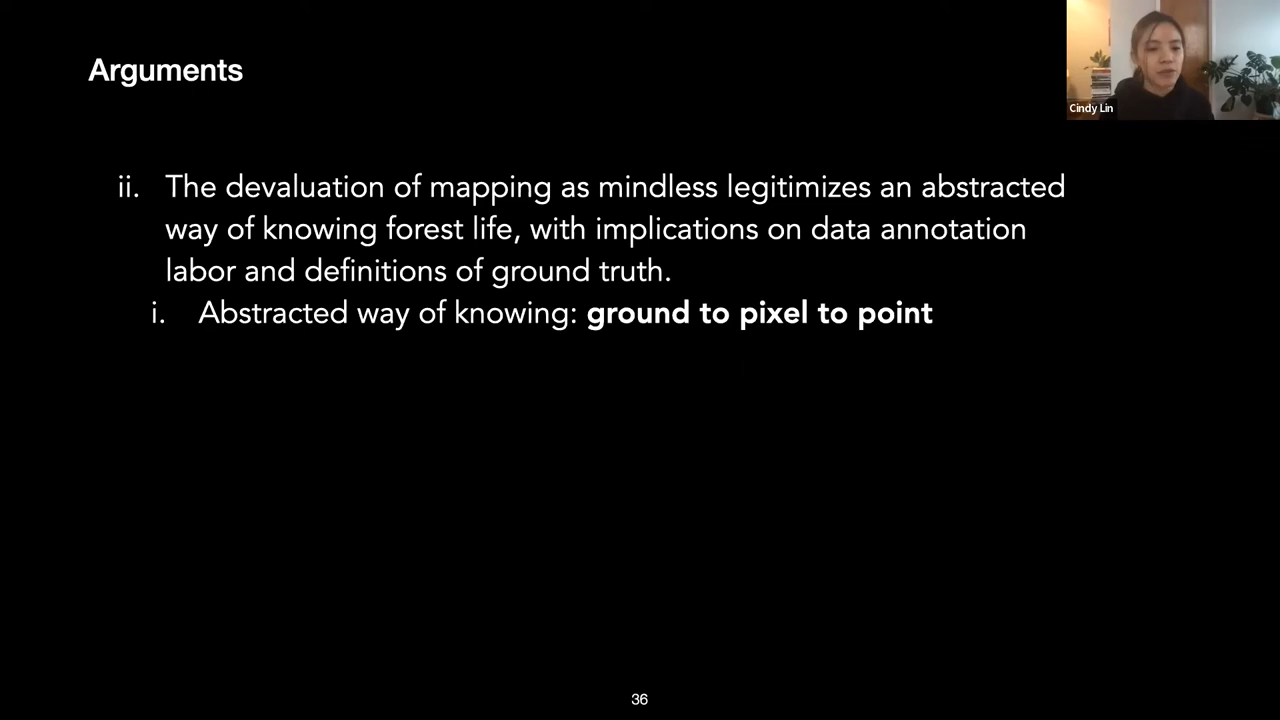 Arguments
Cindy Lin
ii. The devaluation of mapping as mindless legitimizes an abstracted
way of knowing forest life, with implications on data annotation
labor and definitions of ground truth.
i. Abstracted way of knowing: ground to pixel to point
36